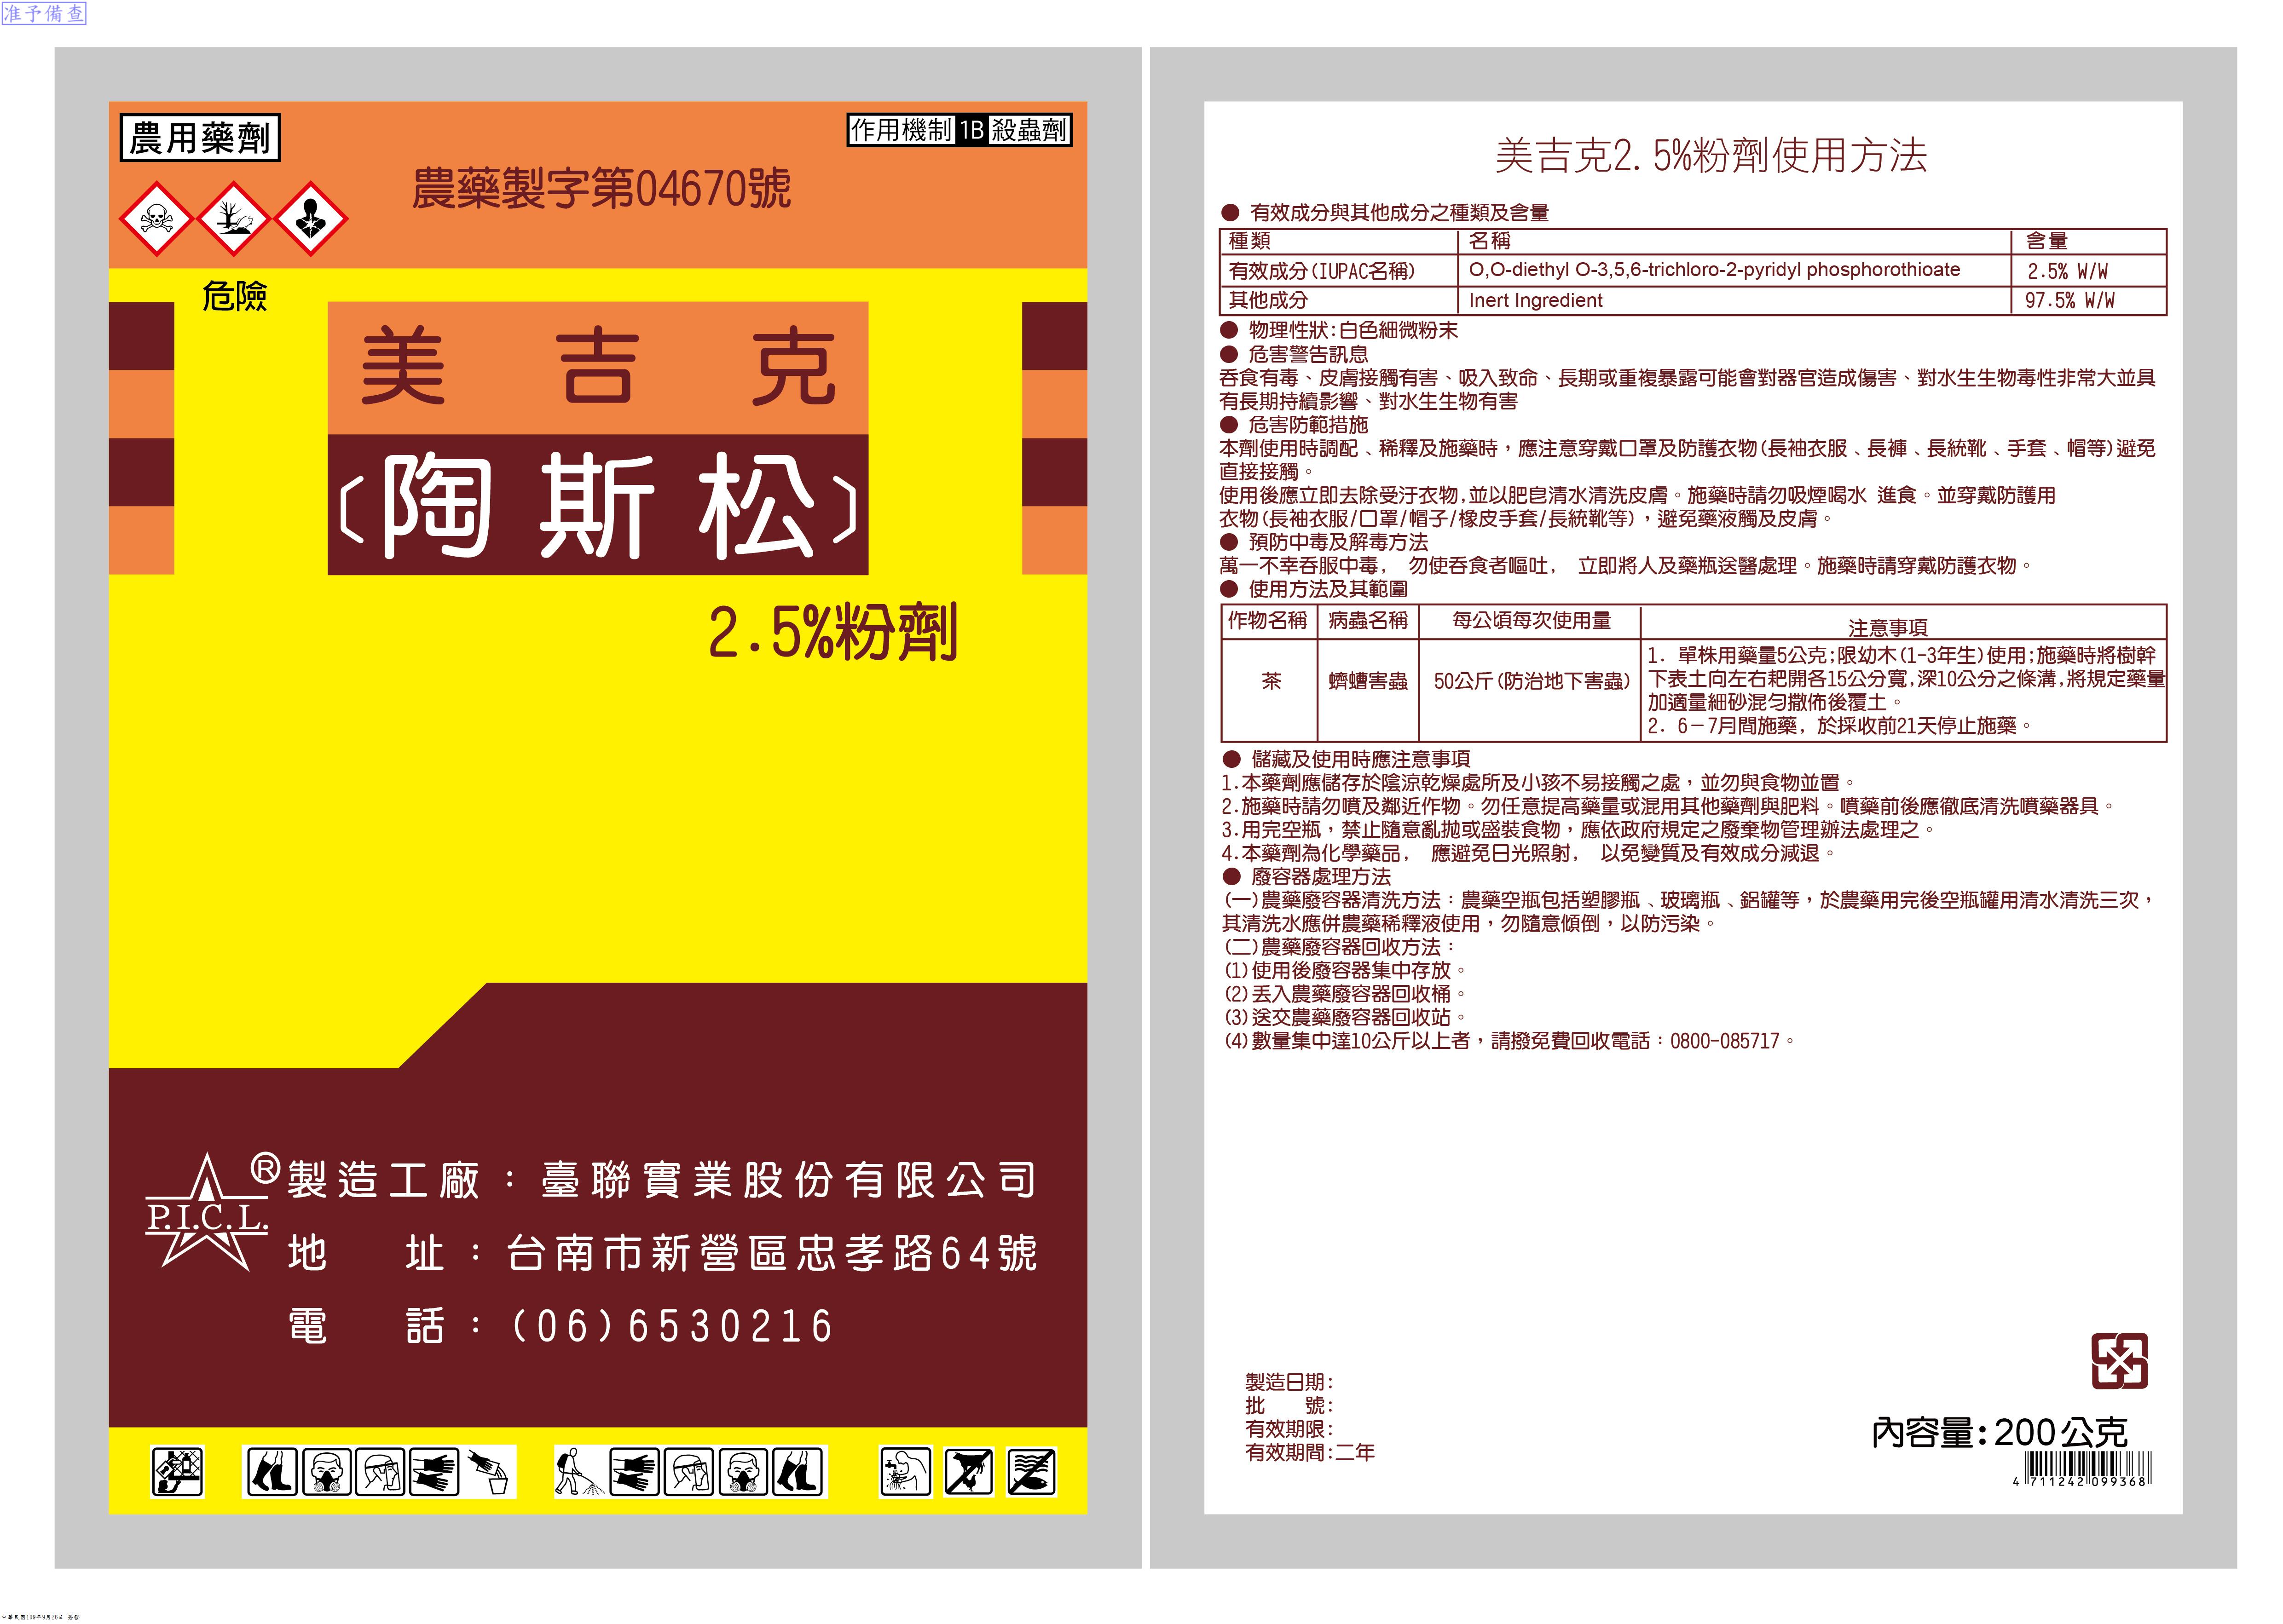 准予備查
農用藥劑
作用機制 1B 殺蟲劑
農藥製字第04670號
危險
美吉克
(陶斯松)
2.5%粉劑
® 製造工廠：臺聯實業股份有限公司
P.I.C.L.
地 址：台南市新營區忠孝路64號
電 話：(06)6530216
美吉克2.5%粉劑使用方法
● 有效成分與其他成分之種類及含量
種類 名稱 含量
有效成分(IUPAC名稱) O,O-diethyl O-3,5,6-trichloro-2-pyridyl phosphorothioate 2.5% W/W
其他成分 Inert Ingredient 97.5% W/W
● 物理性狀:白色細微粉末
● 危害警告訊息
吞食有毒、皮膚接觸有害、吸入致命、長期或重複暴露可能會對器官造成傷害、對水生生物毒性非常大並具
有長期持續影響、對水生生物有害
● 危害防範措施
本劑使用時調配、稀釋及施藥時，應注意穿戴口罩及防護衣物(長袖衣服、長褲、長統靴、手套、帽等)避免
直接接觸。
使用後應立即去除受汙衣物,並以肥皂清水清洗皮膚。施藥時請勿吸煙喝水 進食。並穿戴防護用
衣物(長袖衣服/口罩/帽子/橡皮手套/長統靴等)，避免藥液觸及皮膚。
● 預防中毒及解毒方法
萬一不幸吞服中毒， 勿使吞食者嘔吐， 立即將人及藥瓶送醫處理。施藥時請穿戴防護衣物。
● 使用方法及其範圍
作物名稱 病蟲名稱 每公頃每次使用量 注意事項
茶 蠐螬害蟲 50公斤(防治地下害蟲)
1. 單株用藥量5公克;限幼木(1-3年生)使用;施藥時將樹幹
下表土向左右耙開各15公分寬,深10公分之條溝,將規定藥量
加適量細砂混勻撒佈後覆土。
2. 6－7月間施藥, 於採收前21天停止施藥。
● 儲藏及使用時應注意事項
1.本藥劑應儲存於陰涼乾燥處所及小孩不易接觸之處，並勿與食物並置。
2.施藥時請勿噴及鄰近作物。勿任意提高藥量或混用其他藥劑與肥料。噴藥前後應徹底清洗噴藥器具。
3.用完空瓶，禁止隨意亂拋或盛裝食物，應依政府規定之廢棄物管理辦法處理之。
4.本藥劑為化學藥品， 應避免日光照射， 以免變質及有效成分減退。
● 廢容器處理方法
(一)農藥廢容器清洗方法：農藥空瓶包括塑膠瓶、玻璃瓶、鋁罐等，於農藥用完後空瓶罐用清水清洗三次，
其清洗水應併農藥稀釋液使用，勿隨意傾倒，以防污染。
(二)農藥廢容器回收方法：
(1)使用後廢容器集中存放。
(2)丟入農藥廢容器回收桶。
(3)送交農藥廢容器回收站。
(4)數量集中達10公斤以上者，請撥免費回收電話：0800-085717。
製造日期:
批 號:
有效期限:
有效期間:二年
內容量:200公克
4 711242 099368
中華民國109年9月26日 簽發